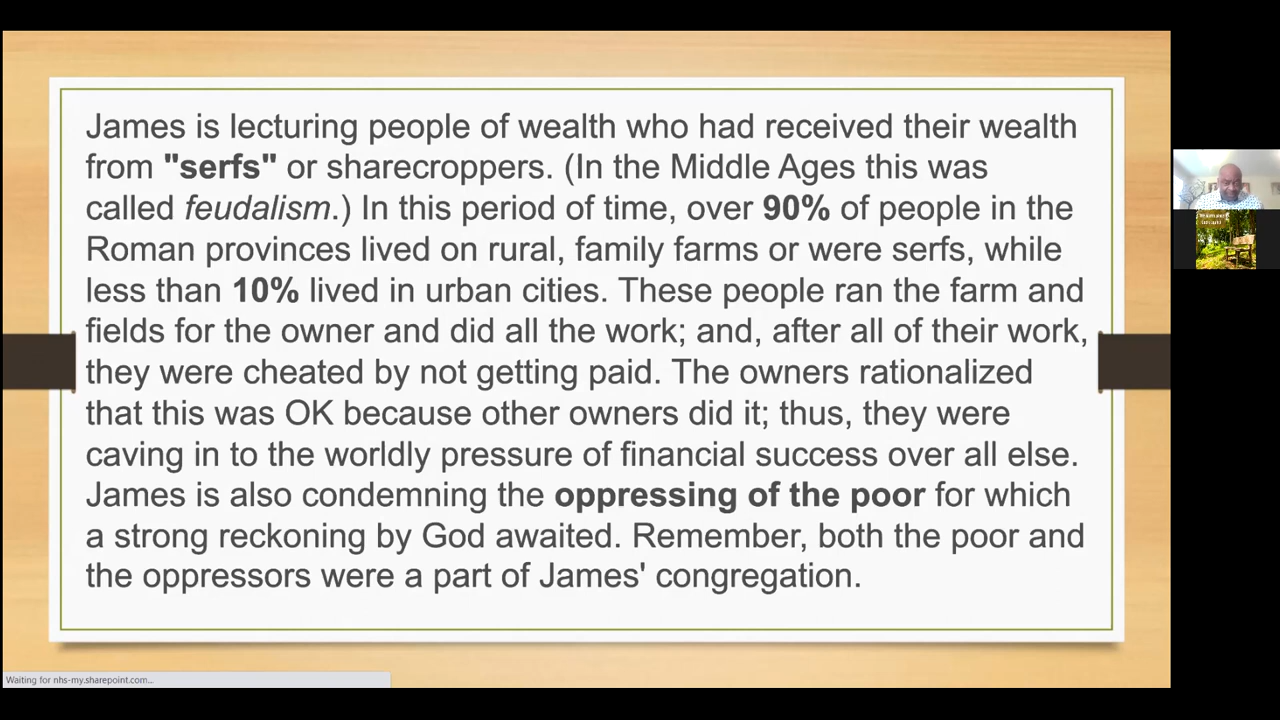 James is lecturing people of wealth who had received their wealth
from "serfs" or sharecroppers. (In the Middle Ages this was
called feudalism.) In this period of time, over 90% of people in the
Roman provinces lived on rural, family farms or were serfs, while
less than 10% lived in urban cities. These people ran the farm and
fields for the owner and did all the work; and, after all of their work,
they were cheated by not getting paid. The owners rationalized
that this was OK because other owners did it; thus, they were
caving in to the worldly pressure of financial success over all else.
James is also condemning the oppressing of the poor for which
a strong reckoning by God awaited. Remember, both the poor and
the oppressors were a part of James' congregation.
Waiting for nhs-my.sharepoint.com...